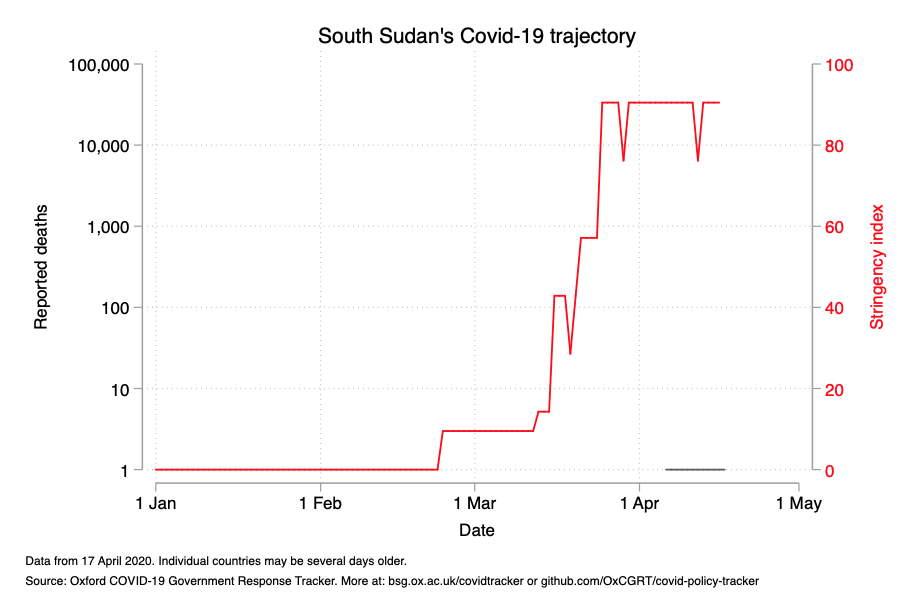 South Sudan's Covid-19 trajectory
100,000
10,000
1,000
100
10
1
Reported deaths
100
80
60
40
20
0
Stringency index
1 Jan
1 Feb
1 Mar
1 Apr
1 May
Date
Data from 17 April 2020. Individual countries may be several days older.
Source: Oxford COVID-19 Government Response Tracker. More at: bsg.ox.ac.uk/covidtracker or github.com/OxCGRT/covid-policy-tracker